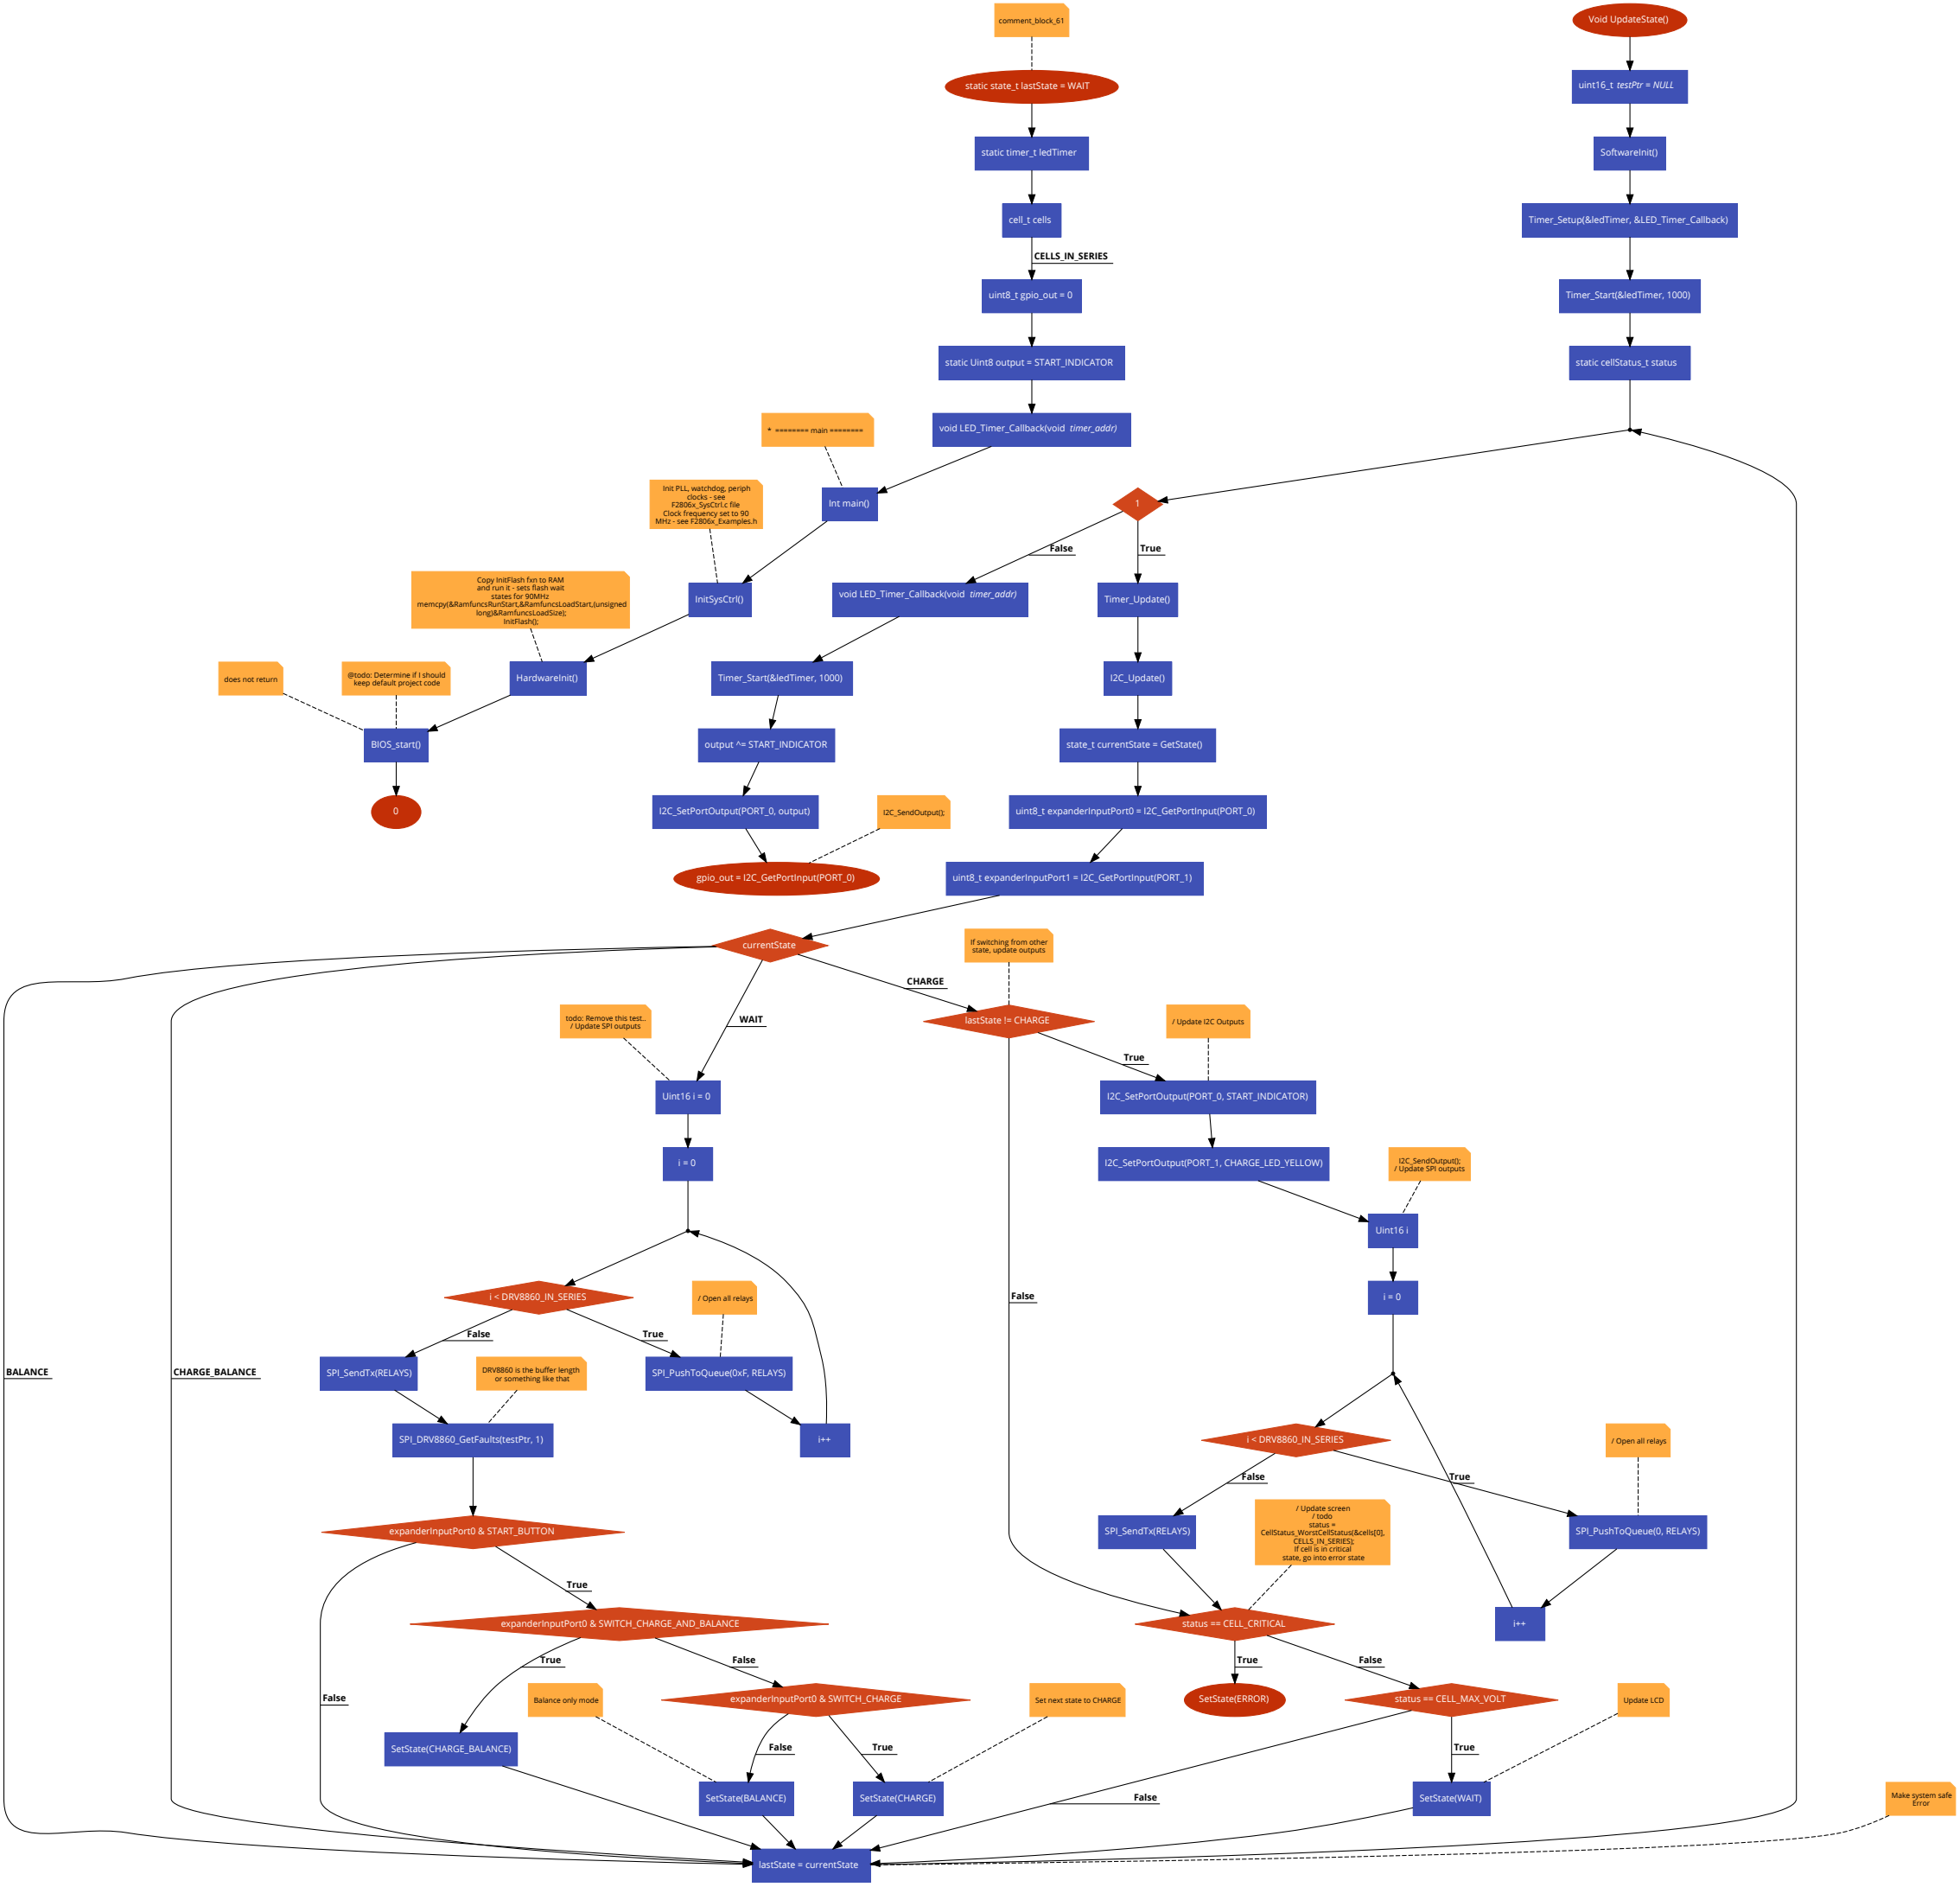 comment_block_61
Void UpdateState()
static state_t lastState = WAIT
uint16_t testPtr = NULL
static timer_t ledTimer
SoftwareInit()
cell_t cells
Timer_Setup(&ledTimer, &LED_Timer_Callback)
CELLS_IN_SERIES
uint8_t gpio_out = 0
Timer_Start(&ledTimer, 1000)
static Uint8 output = START_INDICATOR
static cellStatus_t status
* ======== main ========
void LED_Timer_Callback(void timer_addr)
Init PLL, watchdog, periph
clocks - see
F2806x_SysCtrl.c file
Clock frequency set to 90
MHz - see F2806x_Examples.h
Int main()
1
False
True
Copy InitFlash fxn to RAM
and run it - sets flash wait
states for 90MHz
memcpy(&RamfuncsRunStart,&RamfuncsLoadStart,(unsigned
long)&RamfuncsLoadSize);
InitFlash();
InitSysCtrl()
void LED_Timer_Callback(void timer_addr)
Timer_Update()
does not return
@todo: Determine if I should
keep default project code
HardwareInit()
Timer_Start(&ledTimer, 1000)
I2C_Update()
BIOS_start()
output ^= START_INDICATOR
state_t currentState = GetState()
0
I2C_SetPortOutput(PORT_0, output)
I2C_SendOutput();
uint8_t expanderInputPort0 = I2C_GetPortInput(PORT_0)
gpio_out = I2C_GetPortInput(PORT_0)
uint8_t expanderInputPort1 = I2C_GetPortInput(PORT_1)
currentState
If switching from other
state, update outputs
CHARGE
WAIT
todo: Remove this test..
/ Update SPI outputs
lastState != CHARGE
/ Update I2C Outputs
True
Uint16 i = 0
I2C_SetPortOutput(PORT_0, START_INDICATOR)
i = 0
I2C_SetPortOutput(PORT_1, CHARGE_LED_YELLOW)
I2C_SendOutput();
/ Update SPI outputs
Uint16 i
i < DRV8860_IN_SERIES
/ Open all relays
False
i = 0
False
True
BALANCE
CHARGE_BALANCE
SPI_SendTx(RELAYS)
DRV8860 is the buffer length
or something like that
SPI_PushToQueue(0xF, RELAYS)
SPI_DRV8860_GetFaults(testPtr, 1)
i++
i < DRV8860_IN_SERIES
/ Open all relays
False
True
expanderInputPort0 & START_BUTTON
SPI_SendTx(RELAYS)
/ Update screen
/ todo
status =
CellStatus_WorstCellStatus(&cells[0],
CELLS_IN_SERIES);
If cell is in critical
state, go into error state
SPI_PushToQueue(0, RELAYS)
True
expanderInputPort0 & SWITCH_CHARGE_AND_BALANCE
status == CELL_CRITICAL
i++
True
False
True
False
False
Balance only mode
expanderInputPort0 & SWITCH_CHARGE
Set next state to CHARGE
SetState(ERROR)
status == CELL_MAX_VOLT
Update LCD
SetState(CHARGE_BALANCE)
False
True
True
SetState(BALANCE)
SetState(CHARGE)
False
SetState(WAIT)
Make system safe
Error
lastState = currentState